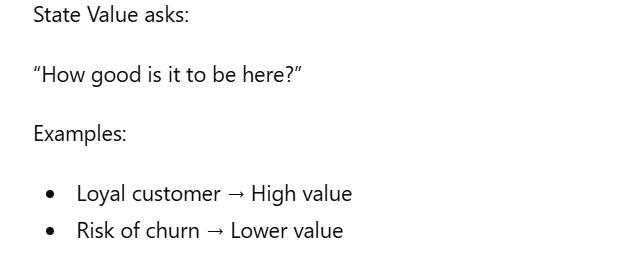 State Value asks:
“How good is it to be here?”
Examples:
• Loyal customer → High value
• Risk of churn → Lower value